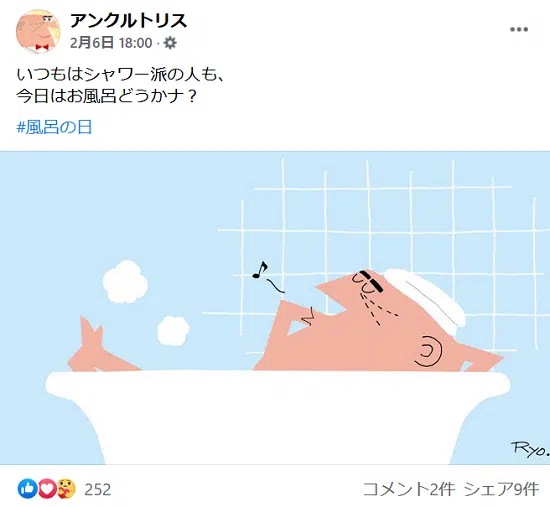 アンクルトリス
2月6日 18:00 ·
いつもはシャワー派の人も、
今日はお風呂どうかナ？
#風呂の日
RYO.
252
コメント2件 シェア9件